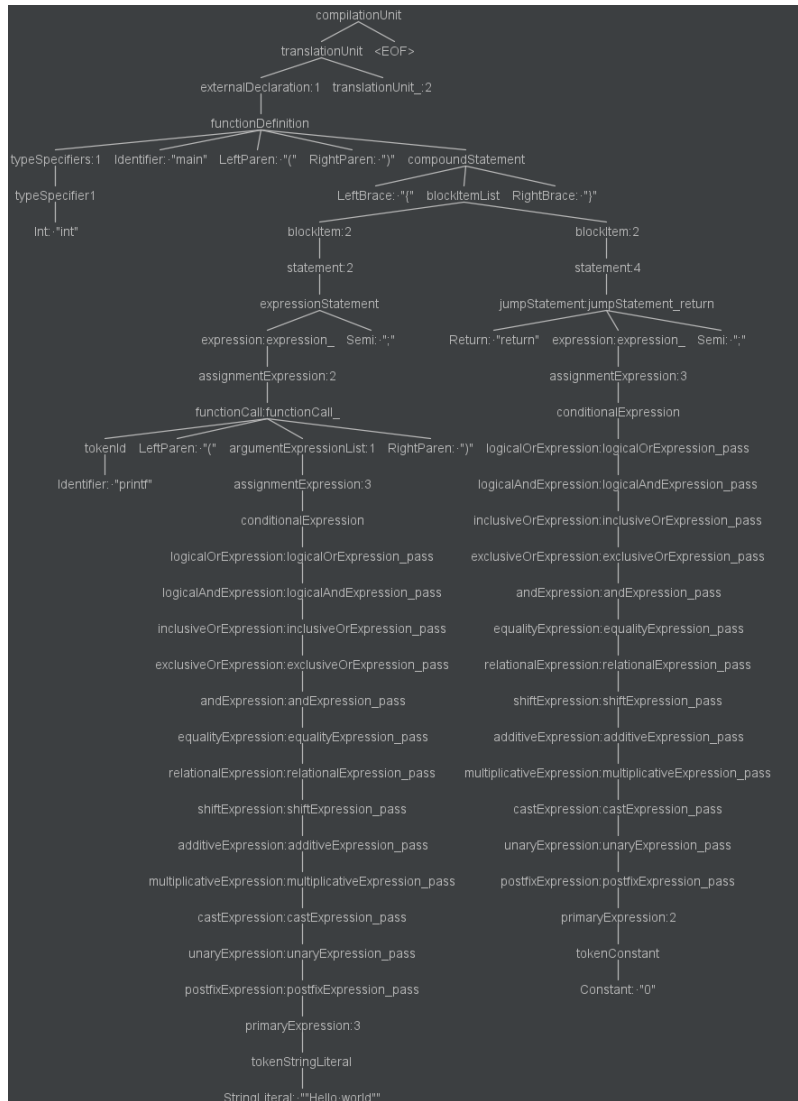 compilationUnit
translationUnit <EOF>
externalDeclaration:1 translationUnit_:2
functionDefinition
typeSpecifiers:1 Identifier:·"main" LeftParen:·"(" RightParen:·")" compoundStatement
typeSpecifier1 LeftBrace:·"{" blockItemList RightBrace:·"}"
Int:·"int" blockItem:2 blockItem:2
statement:2 statement:4
expressionStatement jumpStatement:jumpStatement_return
expression:expression_ Semi:·";" Return:·"return" expression:expression_ Semi:·";"
assignmentExpression:2 assignmentExpression:3
functionCall:functionCall_ conditionalExpression
tokenId LeftParen:·"(" argumentExpressionList:1 RightParen:·")" logicalOrExpression:logicalOrExpression_pass
Identifier:·"printf" assignmentExpression:3 logicalAndExpression:logicalAndExpression_pass
conditionalExpression inclusiveOrExpression:inclusiveOrExpression_pass
logicalOrExpression:logicalOrExpression_pass exclusiveOrExpression:exclusiveOrExpression_pass
logicalAndExpression:logicalAndExpression_pass andExpression:andExpression_pass
inclusiveOrExpression:inclusiveOrExpression_pass equalityExpression:equalityExpression_pass
exclusiveOrExpression:exclusiveOrExpression_pass relationalExpression:relationalExpression_pass
andExpression:andExpression_pass shiftExpression:shiftExpression_pass
equalityExpression:equalityExpression_pass additiveExpression:additiveExpression_pass
relationalExpression:relationalExpression_pass multiplicativeExpression:multiplicativeExpression_pass
shiftExpression:shiftExpression_pass castExpression:castExpression_pass
additiveExpression:additiveExpression_pass unaryExpression:unaryExpression_pass
multiplicativeExpression:multiplicativeExpression_pass postfixExpression:postfixExpression_pass
castExpression:castExpression_pass primaryExpression:2
unaryExpression:unaryExpression_pass tokenConstant
postfixExpression:postfixExpression_pass Constant:·"0"
primaryExpression:3
tokenStringLiteral
StringLiteral:·""Hello·world""